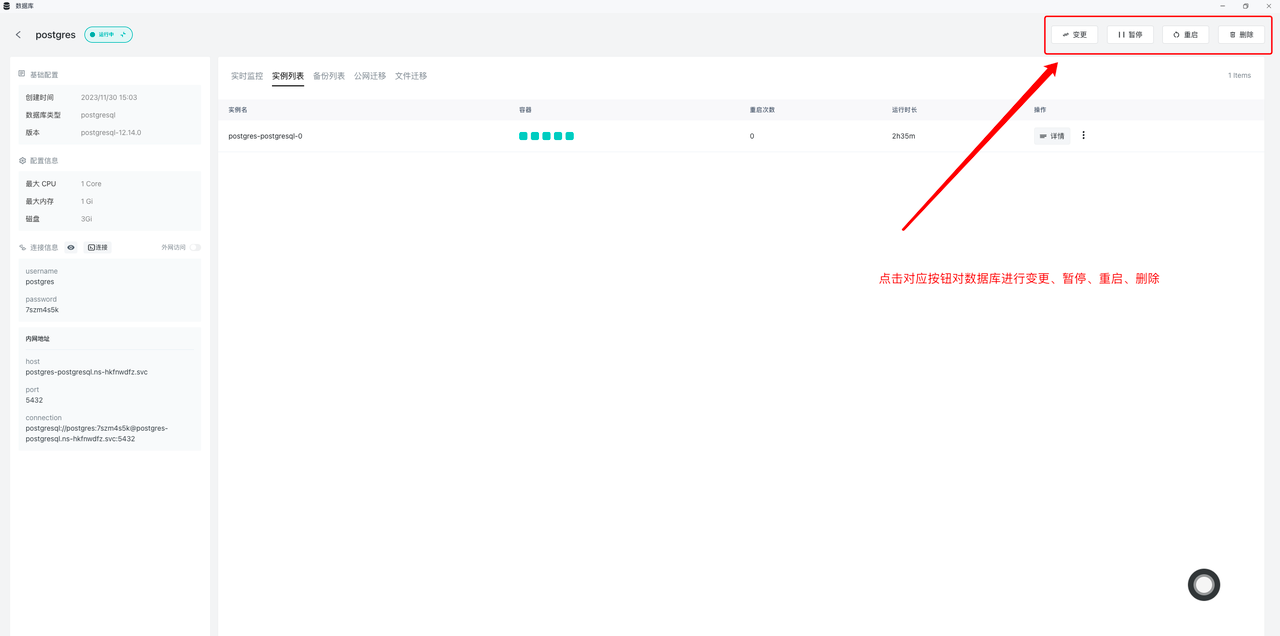 数据库
postgres 运行中
变更 暂停 重启 删除
基础配置
创建时间 2023/11/30 15:03
数据库类型 postgresql
版本 postgresql-12.14.0
配置信息
最大 CPU 1 Core
最大内存 1 Gi
磁盘 3Gi
连接信息 连接 外网访问
username
postgres
password
7szm4s5k
内网地址
host
postgres-postgresql.ns-hkfnwdfz.svc
port
5432
connection
postgresql://postgres:7szm4s5k@postgres-
postgresql.ns-hkfnwdfz.svc:5432
实时监控 实例列表 备份列表 公网迁移 文件迁移 1 Items
实例名 容器 重启次数 运行时长 操作
postgres-postgresql-0 0 2h35m 详情
点击对应按钮对数据库进行变更、暂停、重启、删除